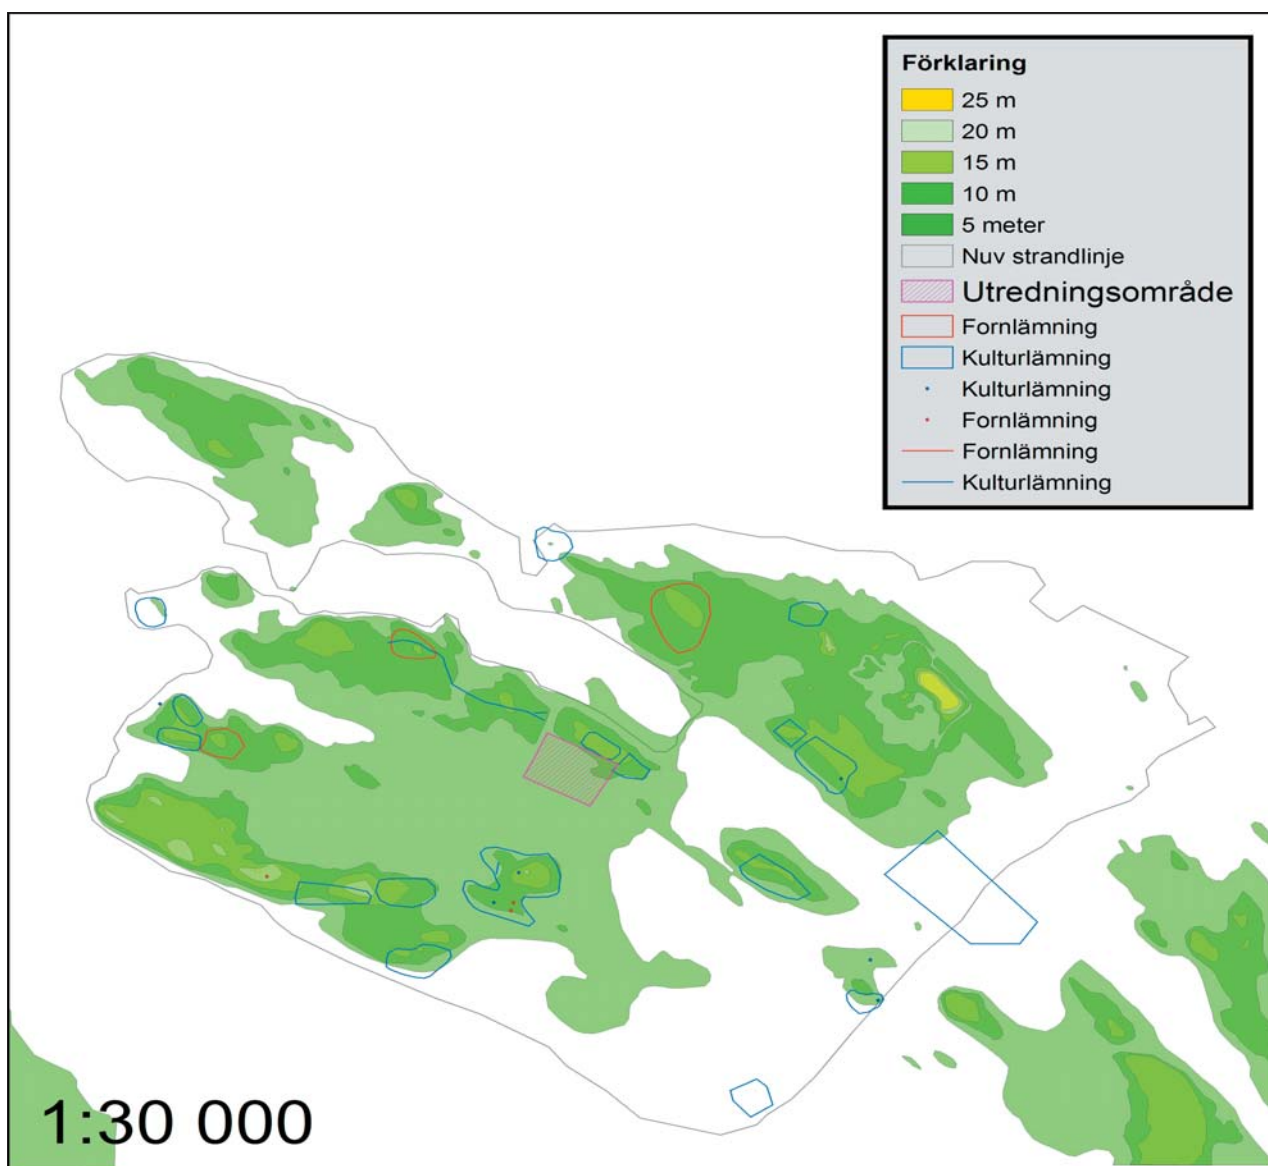 Förklaring
25 m
20 m
15 m
10 m
5 meter
Nuv strandlinje
Utredningsområde
Fornlämning
Kulturlämning
Kulturlämning
Fornlämning
Fornlämning
Kulturlämning
1:30 000